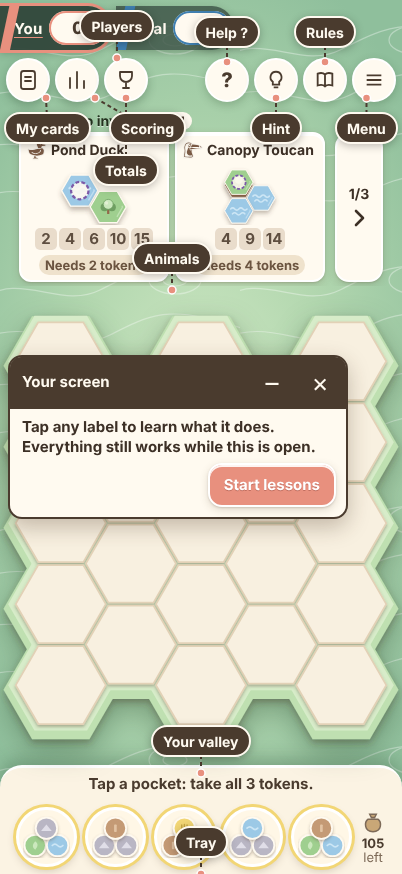 You
Players
Help ?
Rules
?
My cards
Scoring
Hint
Menu
Pond Duck!
Canopy Toucan
Totals
1/3
2 4 6 10 15
4 9 14
Animals
Needs 4 tokens
Your screen
Tap any label to learn what it does.
Everything still works while this is open.
Start lessons
Your valley
Tap a pocket: take all 3 tokens.
Tray
105
left